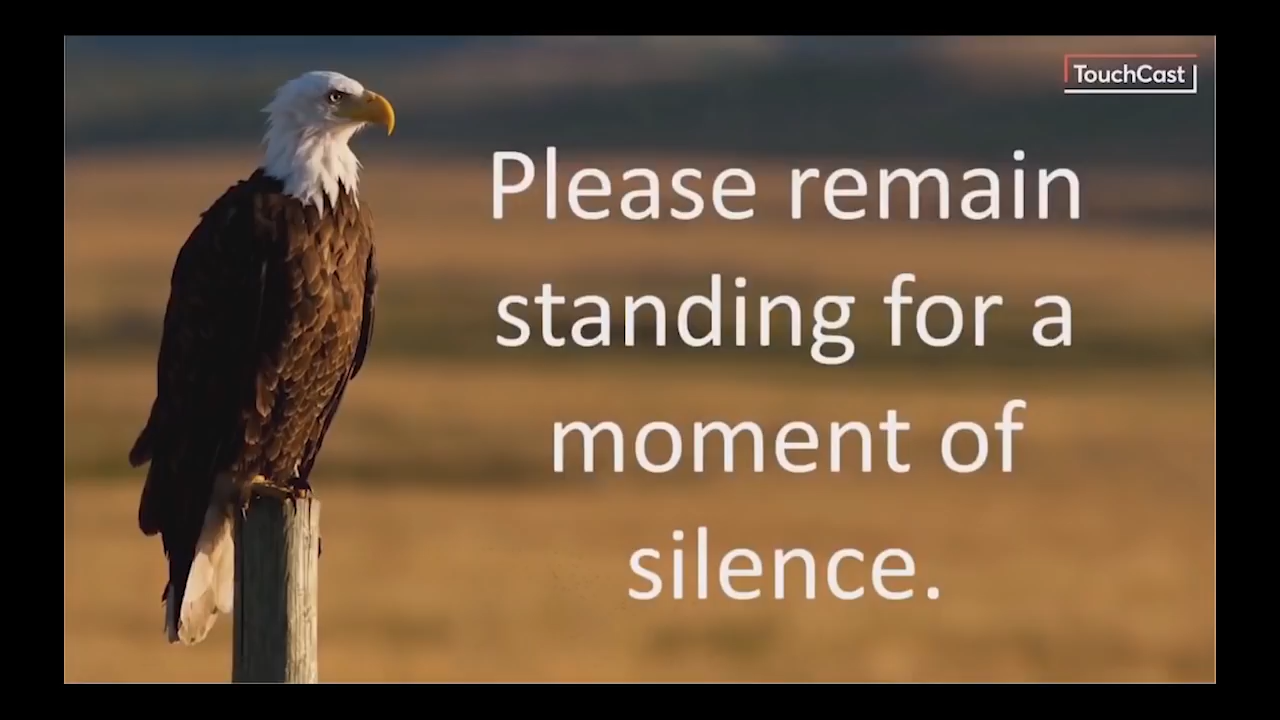 TouchCast
Please remain
standing for a
moment of
silence.